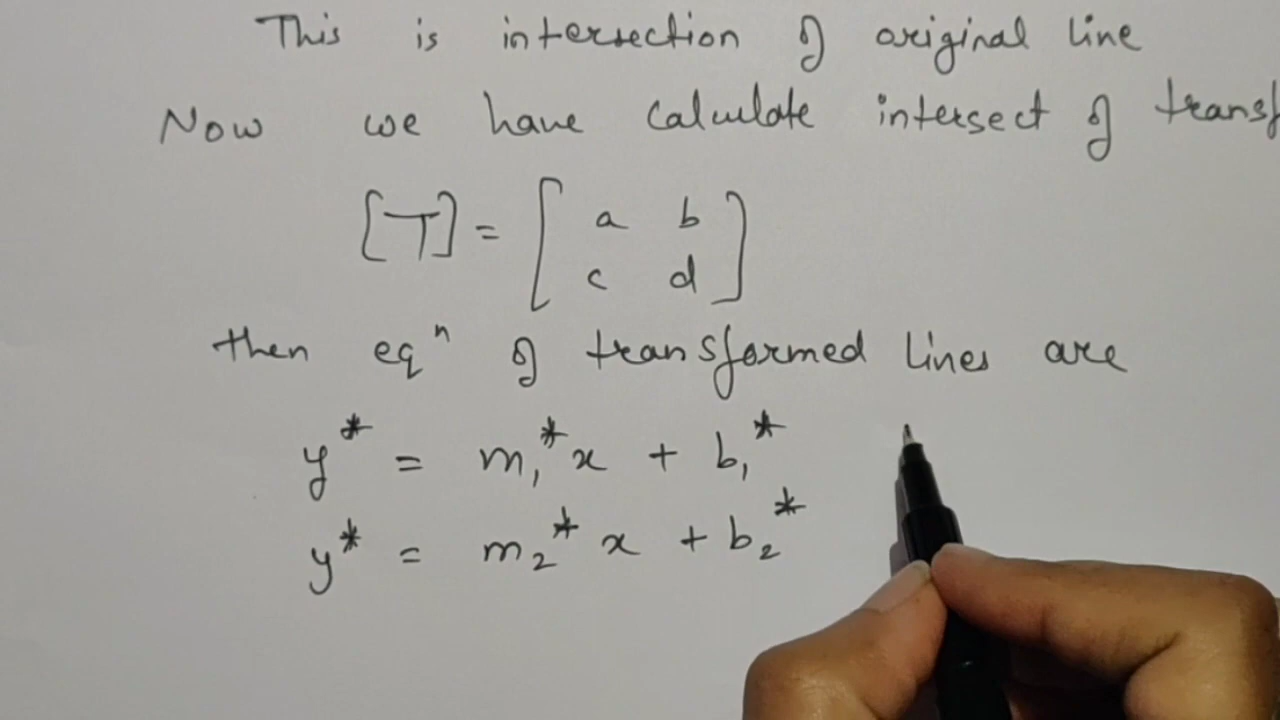 This is intersection of original line
Now we have calculate intersect of transf
[T] = [ a b
c d ]
then eqⁿ of transformed lines are
y* = m₁* x + b₁*
y* = m₂* x + b₂*